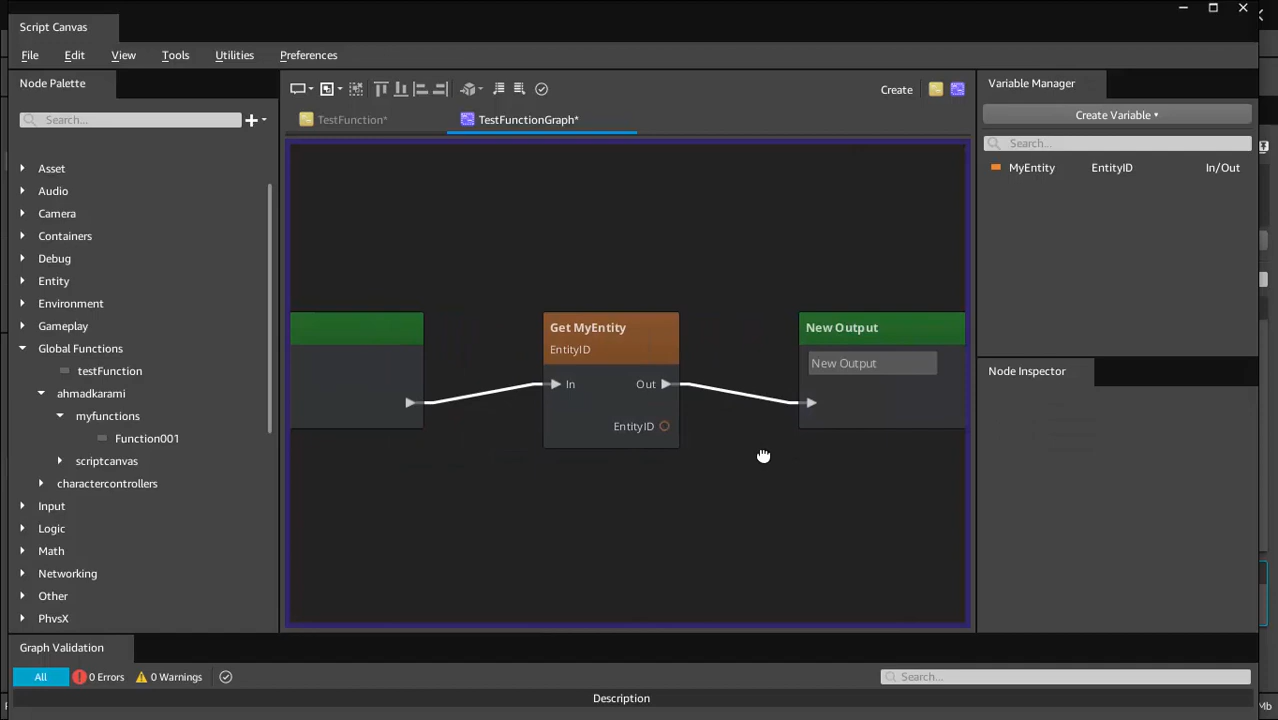 Script Canvas
File Edit View Tools Utilities Preferences
Node Palette
Search...
Asset
Audio
Camera
Containers
Debug
Entity
Environment
Gameplay
Global Functions
testFunction
ahmadkarami
myfunctions
Function001
scriptcanvas
charactercontrollers
Input
Logic
Math
Networking
Other
PhysX
Create
TestFunction*
TestFunctionGraph*
Get MyEntity
EntityID
In Out
EntityID
New Output
New Output
Variable Manager
Create Variable
Search...
MyEntity EntityID In/Out
Node Inspector
Graph Validation
All 0 Errors 0 Warnings
Search...
Description
Mb